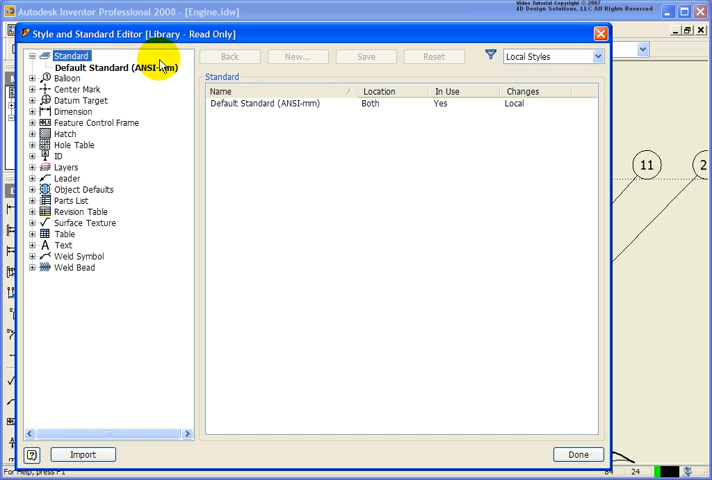 Video Tutorial Copyright © 2007
4D Design Solutions, LLC All Rights Reserved
Autodesk Inventor Professional 2008 - [Engine.idw]
Style and Standard Editor [Library - Read Only]
Back
New...
Save
Reset
Local Styles
Standard
Default Standard (ANSI-mm)
Balloon
Center Mark
Datum Target
Dimension
Feature Control Frame
Hatch
Hole Table
ID
Layers
Leader
Object Defaults
Parts List
Revision Table
Surface Texture
Table
Text
Weld Symbol
Weld Bead
Standard
Name Location In Use Changes
Default Standard (ANSI-mm) Both Yes Local
11
2
Import
Done
For Help, press F1
24